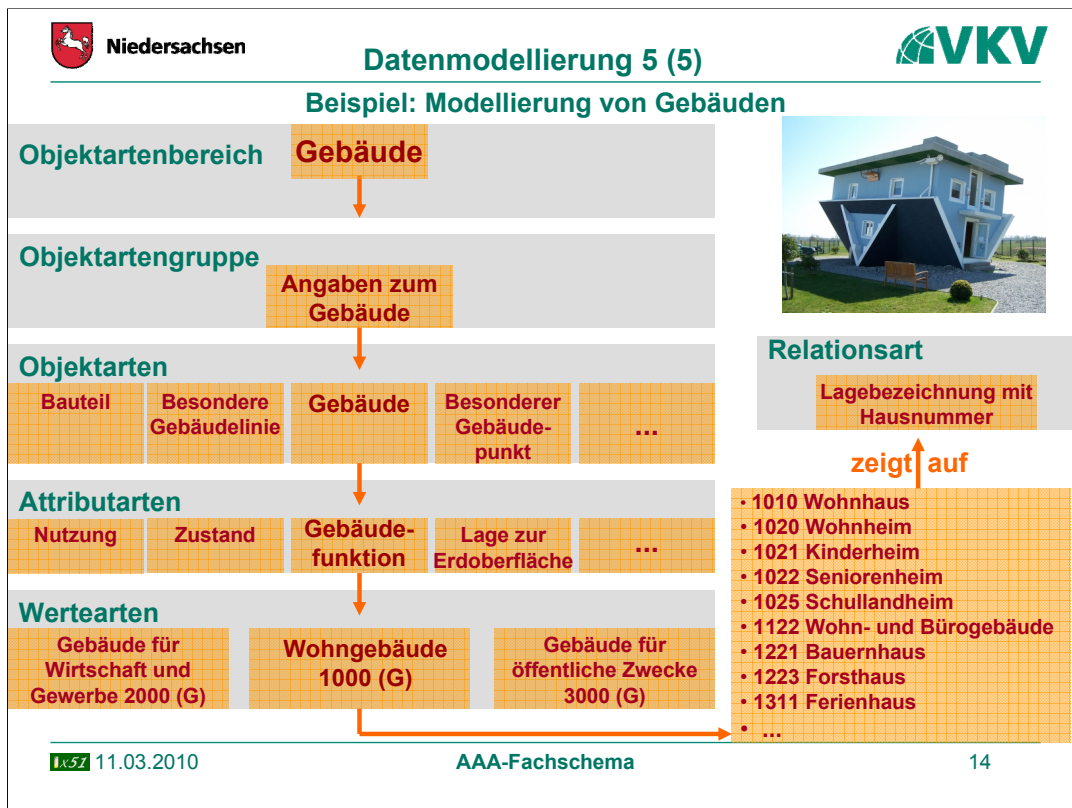 Niedersachsen
VKV
Datenmodellierung 5 (5)
Beispiel: Modellierung von Gebäuden
Objektartenbereich
Gebäude
Objektartengruppe
Angaben zum
Gebäude
Objektarten
Bauteil
Besondere
Gebäudelinie
Gebäude
Besonderer
Gebäude-
punkt
...
Attributarten
Nutzung
Zustand
Gebäude-
funktion
Lage zur
Erdoberfläche
...
Wertearten
Gebäude für
Wirtschaft und
Gewerbe 2000 (G)
Wohngebäude
1000 (G)
Gebäude für
öffentliche Zwecke
3000 (G)
Relationsart
Lagebezeichnung mit
Hausnummer
zeigt auf
• 1010 Wohnhaus
• 1020 Wohnheim
• 1021 Kinderheim
• 1022 Seniorenheim
• 1025 Schullandheim
• 1122 Wohn- und Bürogebäude
• 1221 Bauernhaus
• 1223 Forsthaus
• 1311 Ferienhaus
• ...
11.03.2010
AAA-Fachschema
14